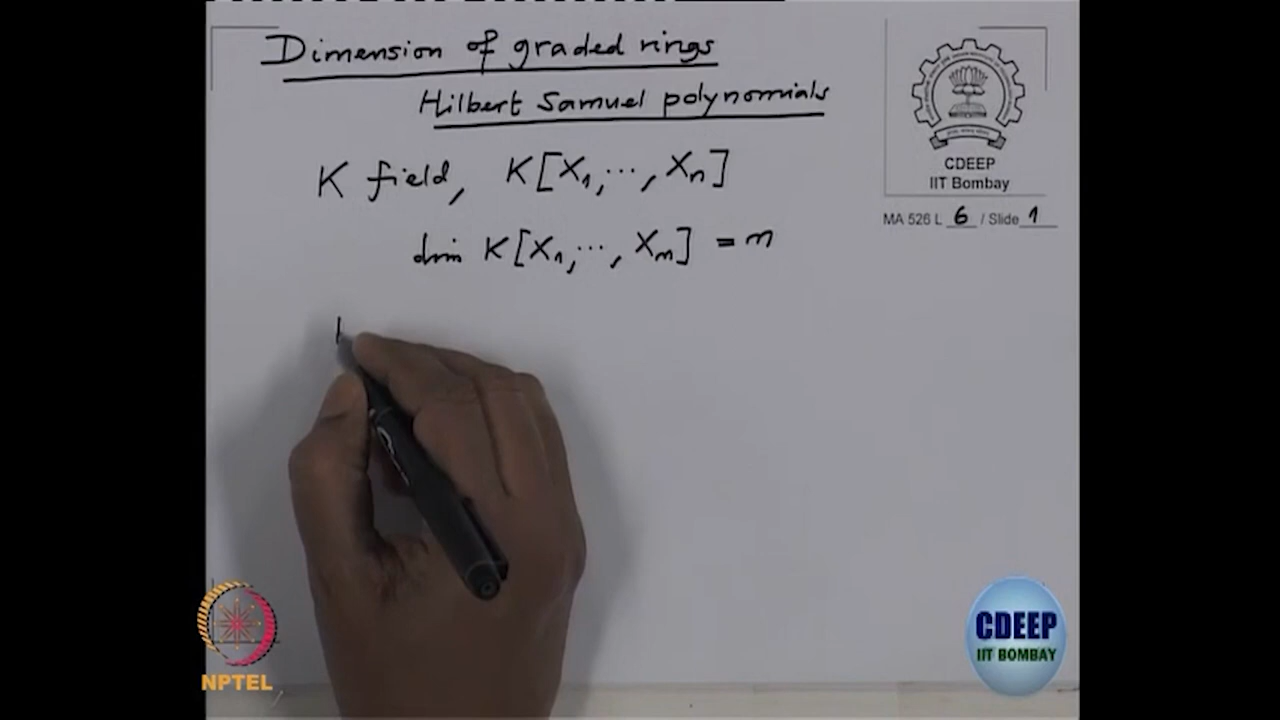 Dimension of graded rings
Hilbert Samuel polynomials
K field, K[X₁, ⋯, Xₙ]
dim K[X₁, ⋯, Xₘ] = m
CDEEP
IIT Bombay
MA 526 L 6 / Slide 1
NPTEL
CDEEP
IIT BOMBAY